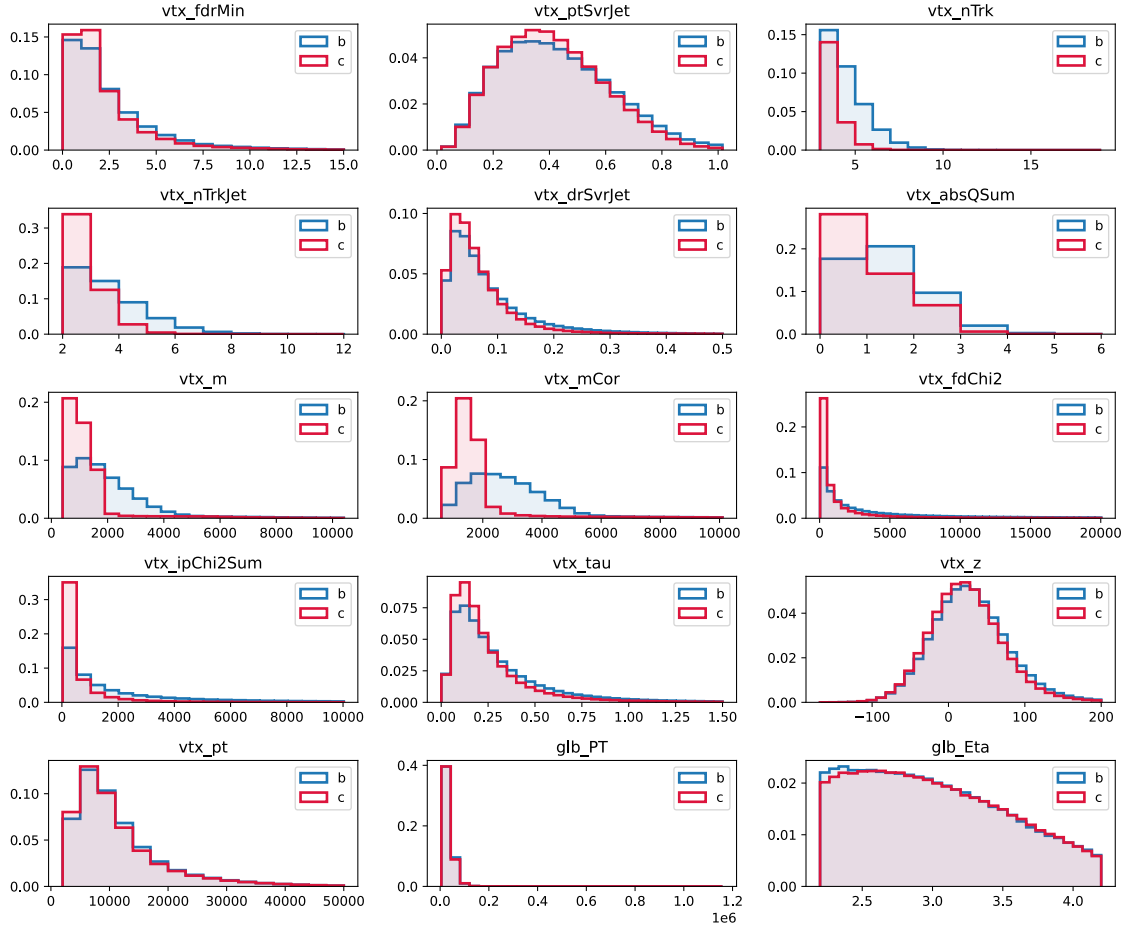 vtx_fdrMin
0.15
0.10
0.05
0.00
0.0 2.5 5.0 7.5 10.0 12.5 15.0
b
c
vtx_ptSvrJet
0.04
0.02
0.00
0.0 0.2 0.4 0.6 0.8 1.0
b
c
vtx_nTrk
0.15
0.10
0.05
0.00
5 10 15
b
c
vtx_nTrkJet
0.3
0.2
0.1
0.0
2 4 6 8 10 12
b
c
vtx_drSvrJet
0.10
0.05
0.00
0.0 0.1 0.2 0.3 0.4 0.5
b
c
vtx_absQSum
0.2
0.1
0.0
0 1 2 3 4 5 6
b
c
vtx_m
0.2
0.1
0.0
0 2000 4000 6000 8000 10000
b
c
vtx_mCor
0.2
0.1
0.0
2000 4000 6000 8000 10000
b
c
vtx_fdChi2
0.2
0.1
0.0
0 5000 10000 15000 20000
b
c
vtx_ipChi2Sum
0.3
0.2
0.1
0.0
0 2000 4000 6000 8000 10000
b
c
vtx_tau
0.075
0.050
0.025
0.000
0.00 0.25 0.50 0.75 1.00 1.25 1.50
b
c
vtx_z
0.04
0.02
0.00
−100 0 100 200
b
c
vtx_pt
0.10
0.05
0.00
10000 20000 30000 40000 50000
b
c
glb_PT
0.4
0.2
0.0
0.0 0.2 0.4 0.6 0.8 1.0 1.2
1e6
b
c
glb_Eta
0.02
0.01
0.00
2.5 3.0 3.5 4.0
b
c